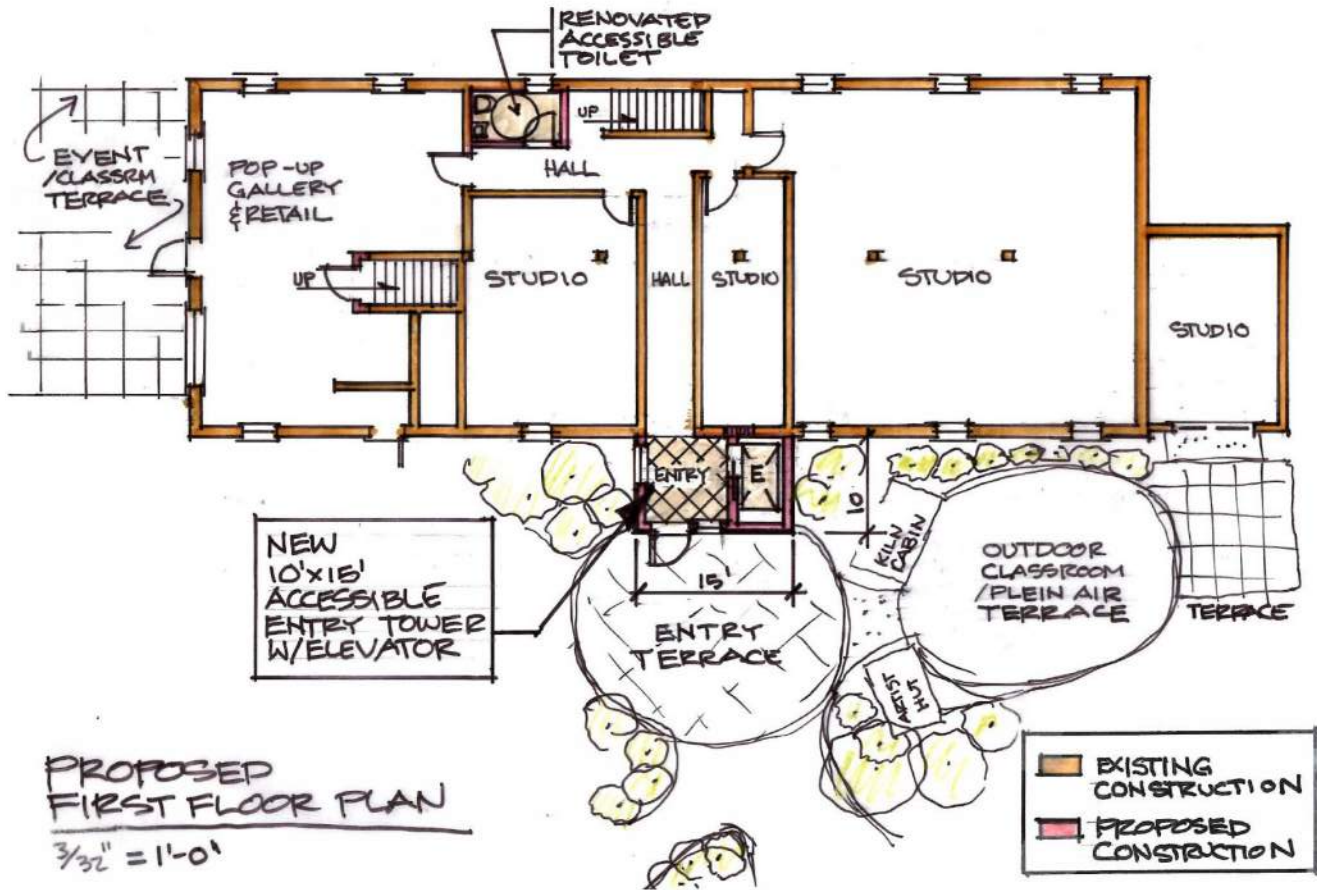 RENOVATED
ACCESSIBLE
TOILET
UP
EVENT
/CLASSRM
TERRACE
POP-UP
GALLERY
& RETAIL
HALL
UP
STUDIO
HALL
STUDIO
STUDIO
STUDIO
ENTRY
E
10'
15'
NEW
10'X15'
ACCESSIBLE
ENTRY TOWER
W/ELEVATOR
ENTRY
TERRACE
KILN
CABIN
OUTDOOR
CLASSROOM
/PLEIN AIR
TERRACE
TERRACE
ARTIST
HUT
PROPOSED
FIRST FLOOR PLAN
3/32" = 1'-0"
EXISTING
CONSTRUCTION
PROPOSED
CONSTRUCTION